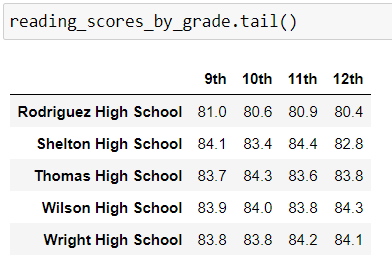 reading_scores_by_grade.tail()
9th 10th 11th 12th
Rodriguez High School 81.0 80.6 80.9 80.4
Shelton High School 84.1 83.4 84.4 82.8
Thomas High School 83.7 84.3 83.6 83.8
Wilson High School 83.9 84.0 83.8 84.3
Wright High School 83.8 83.8 84.2 84.1